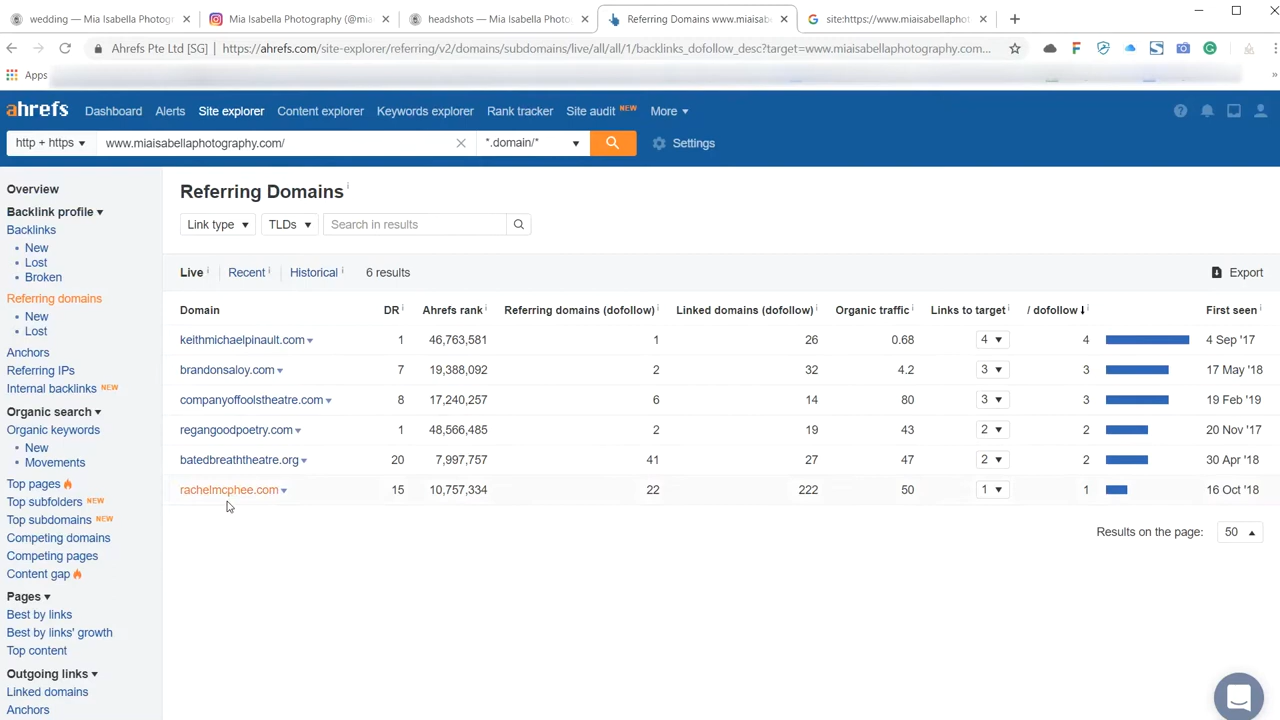 wedding — Mia Isabella Photogr
Mia Isabella Photography (@mia
headshots — Mia Isabella Photo
Referring Domains www.miaisab
site:https://www.miaisabellaphot
Ahrefs Pte Ltd [SG] https://ahrefs.com/site-explorer/referring/v2/domains/subdomains/live/all/all/1/backlinks_dofollow_desc?target=www.miaisabellaphotography.com...
Apps
ahrefs Dashboard Alerts Site explorer Content explorer Keywords explorer Rank tracker Site audit NEW More
http + https www.miaisabellaphotography.com/ *.domain/* Settings
Overview
Backlink profile
Backlinks
New
Lost
Broken
Referring domains
New
Lost
Anchors
Referring IPs
Internal backlinks NEW
Organic search
Organic keywords
New
Movements
Top pages
Top subfolders NEW
Top subdomains NEW
Competing domains
Competing pages
Content gap
Pages
Best by links
Best by links' growth
Top content
Outgoing links
Linked domains
Anchors
Referring Domains
Link type TLDs Search in results
Live Recent Historical 6 results Export
Domain DR Ahrefs rank Referring domains (dofollow) Linked domains (dofollow) Organic traffic Links to target / dofollow First seen
keithmichaelpinault.com 1 46,763,581 1 26 0.68 4 4 4 Sep '17
brandonsaloy.com 7 19,388,092 2 32 4.2 3 3 17 May '18
companyoffoolstheatre.com 8 17,240,257 6 14 80 3 3 19 Feb '19
regangoodpoetry.com 1 48,566,485 2 19 43 2 2 20 Nov '17
batedbreaththeatre.org 20 7,997,757 41 27 47 2 2 30 Apr '18
rachelmcphee.com 15 10,757,334 22 222 50 1 1 16 Oct '18
Results on the page: 50